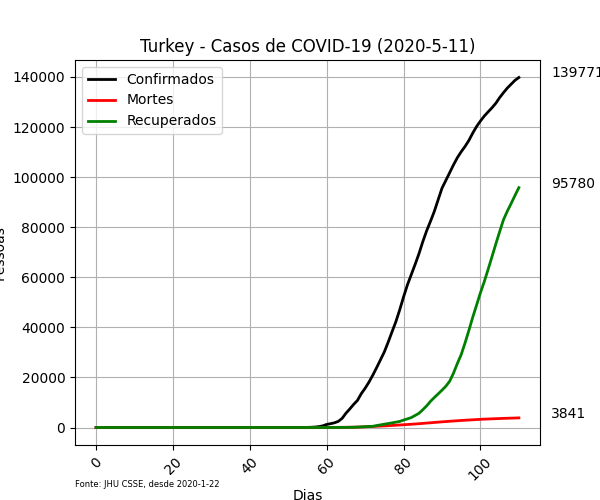 Turkey - Casos de COVID-19 (2020-5-11)
Confirmados
Mortes
Recuperados
140000
120000
100000
80000
60000
40000
20000
0
139771
95780
3841
0
20
40
60
80
100
Dias
Fonte: JHU CSSE, desde 2020-1-22